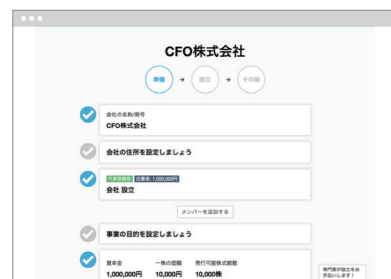 CFO株式会社
準備 → 設立 → その後
会社の名称/商号
CFO株式会社
会社の住所を設定しましょう
代表取締役 出資者: 1,000,000円
会社 設立
メンバーを追加する
事業の目的を設定しましょう
資本金 一株の価額 発行可能株式総数
1,000,000円 10,000円 10,000株
専門家が設立をお
手伝いします!